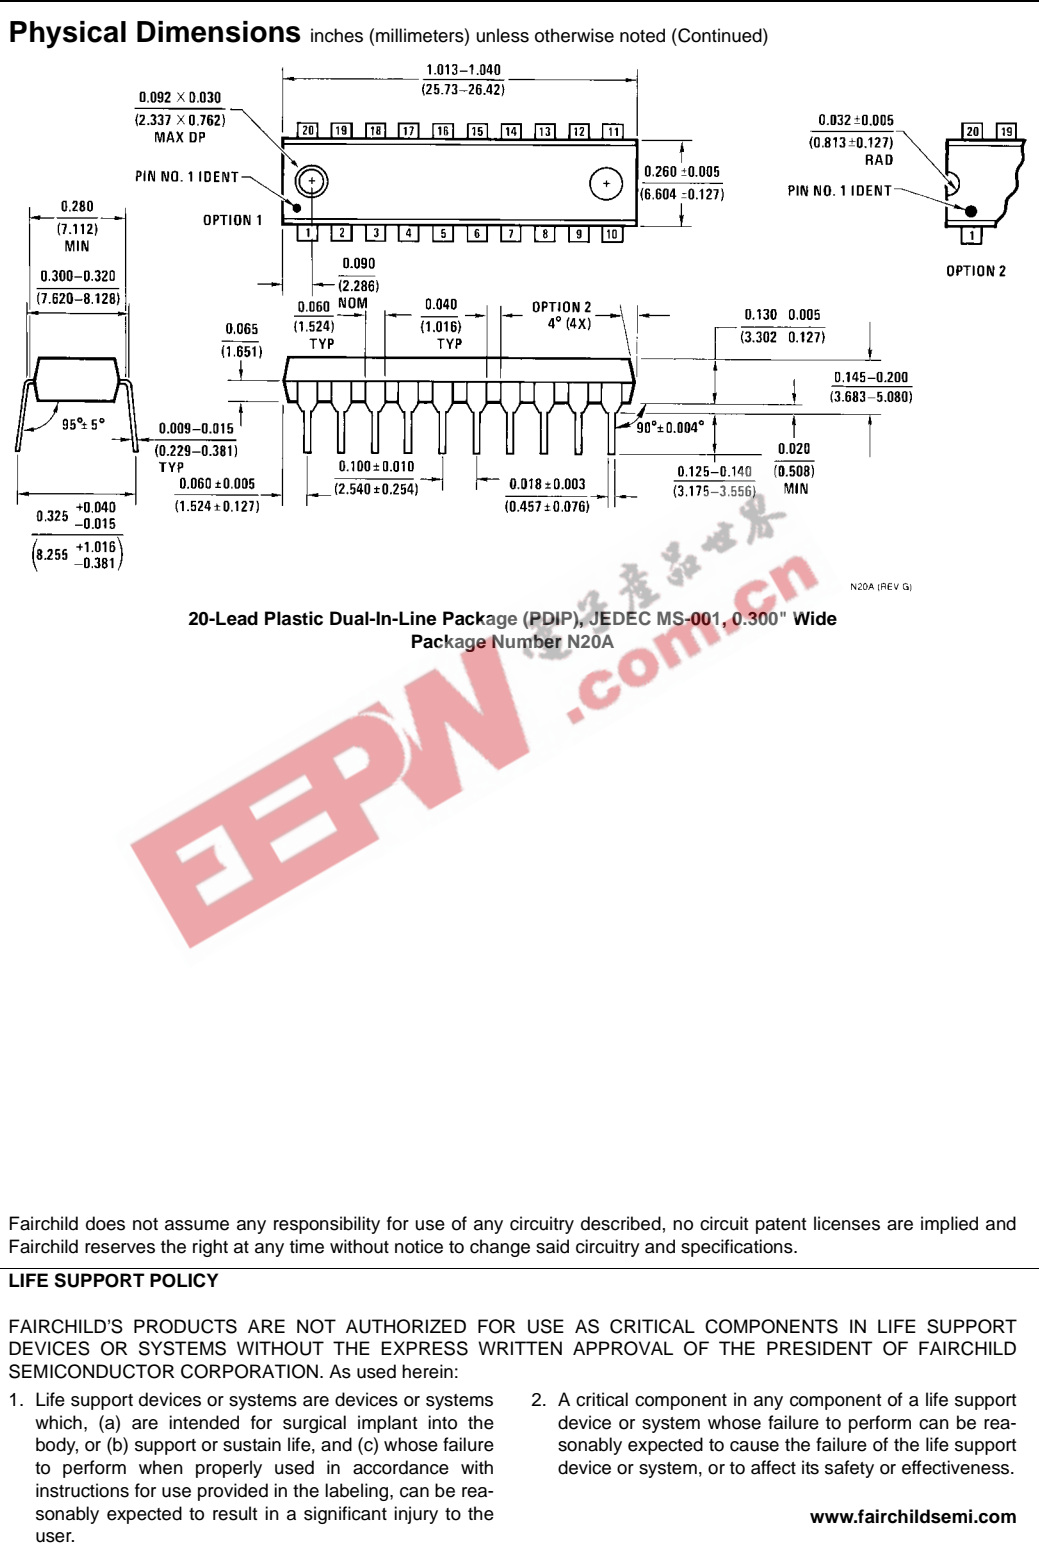 Physical Dimensions inches (millimeters) unless otherwise noted (Continued)
1.013–1.040
(25.73–26.42)
0.092 × 0.030
(2.337 × 0.762)
MAX DP
20 19 18 17 16 15 14 13 12 11
0.032 ±0.005
(0.813 ±0.127)
RAD
20 19
PIN NO. 1 IDENT
0.260 ±0.005
(6.604 ±0.127)
PIN NO. 1 IDENT
OPTION 1
1 2 3 4 5 6 7 8 9 10
1
OPTION 2
0.280
(7.112)
MIN
0.300–0.320
(7.620–8.128)
0.090
(2.286)
NOM
0.060
(1.524)
TYP
0.040
(1.016)
TYP
OPTION 2
4° (4X)
0.130 0.005
(3.302 0.127)
0.065
(1.651)
0.145–0.200
(3.683–5.080)
95°± 5°
0.009–0.015
(0.229–0.381)
TYP
90°±0.004°
0.020
(0.508)
MIN
0.100 ±0.010
(2.540 ±0.254)
0.125–0.140
(3.175–3.556)
0.060 ±0.005
(1.524 ±0.127)
0.018 ±0.003
(0.457 ±0.076)
0.325 +0.040
–0.015
(8.255 +1.016
–0.381)
N20A (REV G)
20-Lead Plastic Dual-In-Line Package (PDIP), JEDEC MS-001, 0.300" Wide
Package Number N20A
EEPW.com.cn
電子產品世界
Fairchild does not assume any responsibility for use of any circuitry described, no circuit patent licenses are implied and
Fairchild reserves the right at any time without notice to change said circuitry and specifications.
LIFE SUPPORT POLICY
FAIRCHILD'S PRODUCTS ARE NOT AUTHORIZED FOR USE AS CRITICAL COMPONENTS IN LIFE SUPPORT
DEVICES OR SYSTEMS WITHOUT THE EXPRESS WRITTEN APPROVAL OF THE PRESIDENT OF FAIRCHILD
SEMICONDUCTOR CORPORATION. As used herein:
1. Life support devices or systems are devices or systems
which, (a) are intended for surgical implant into the
body, or (b) support or sustain life, and (c) whose failure
to perform when properly used in accordance with
instructions for use provided in the labeling, can be rea-
sonably expected to result in a significant injury to the
user.
2. A critical component in any component of a life support
device or system whose failure to perform can be rea-
sonably expected to cause the failure of the life support
device or system, or to affect its safety or effectiveness.
www.fairchildsemi.com